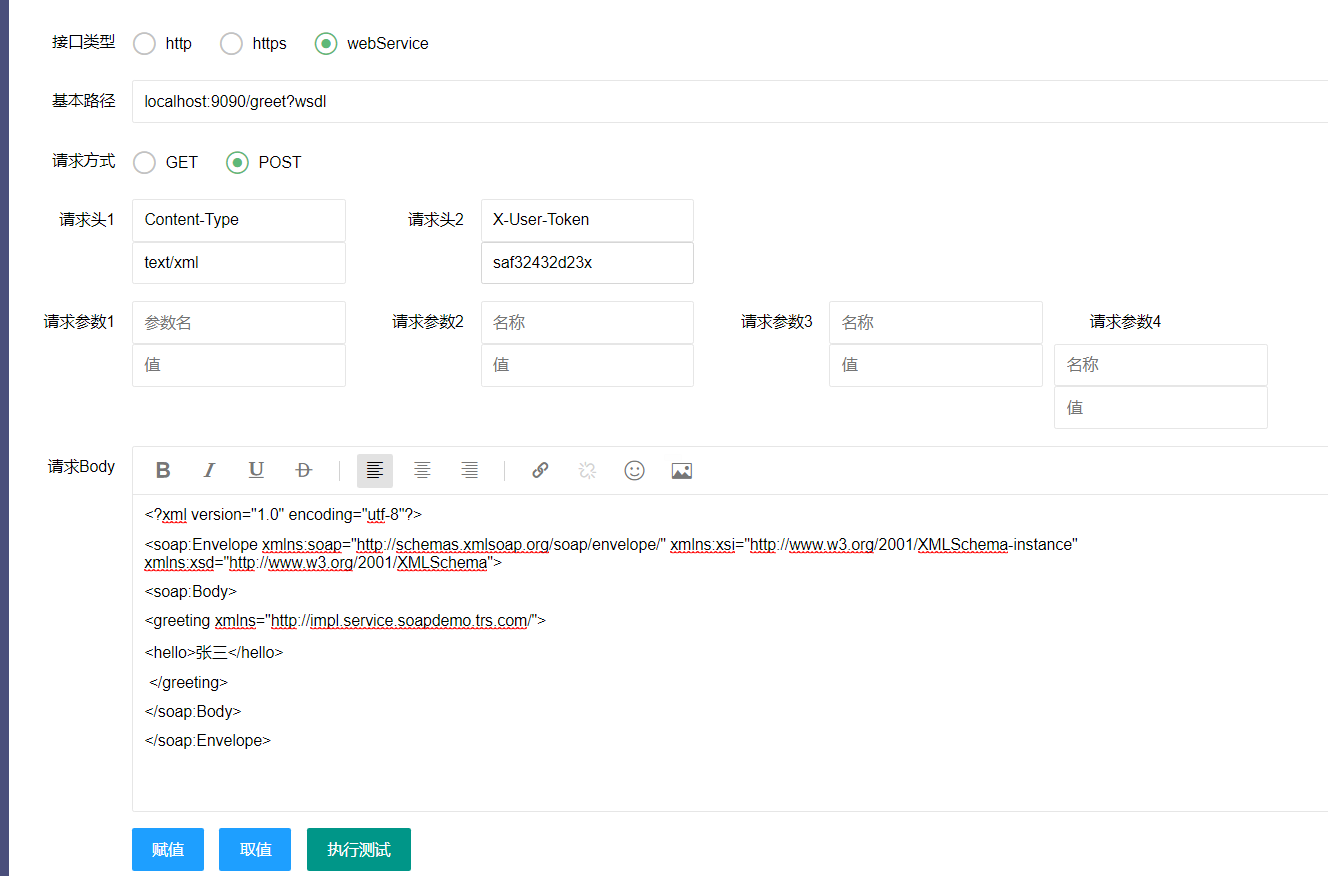 接口类型 http https webService
基本路径 localhost:9090/greet?wsdl
请求方式 GET POST
请求头1 Content-Type 请求头2 X-User-Token
text/xml saf32432d23x
请求参数1 参数名 请求参数2 名称 请求参数3 名称 请求参数4
值 值 值 名称
值
请求Body B I U D
<?xml version="1.0" encoding="utf-8"?>
<soap:Envelope xmlns:soap="http://schemas.xmlsoap.org/soap/envelope/" xmlns:xsi="http://www.w3.org/2001/XMLSchema-instance"
xmlns:xsd="http://www.w3.org/2001/XMLSchema">
<soap:Body>
<greeting xmlns="http://impl.service.soapdemo.trs.com/">
<hello>张三</hello>
</greeting>
</soap:Body>
</soap:Envelope>
赋值 取值 执行测试